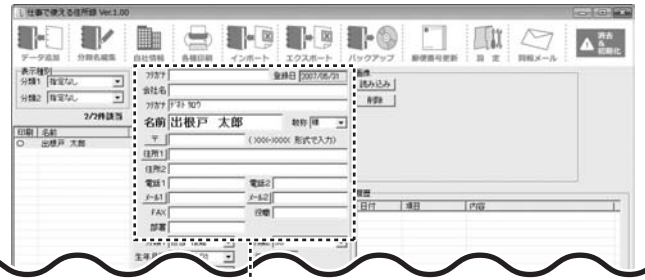 仕事で使える住所録 Ver.1.00
データ追加 分類名編集 自社情報 各種印刷 インポート エクスポート バックアップ 郵便番号更新 設 定 同報メール 消去 & 初期化
表示種別
分類1 指定なし
分類2 指定なし
2/2件該当
印刷 名前
○ 出根戸 太郎
フリガナ 登録日 2007/05/31
会社名
フリガナ デネト タロウ
名前 出根戸 太郎 敬称 様
〒 (XXX-XXXX 形式で入力)
住所1
住所2
電話1 電話2
メール1 メール2
FAX 役職
部署
画像
読み込み
削除
履歴
日付 項目 内容